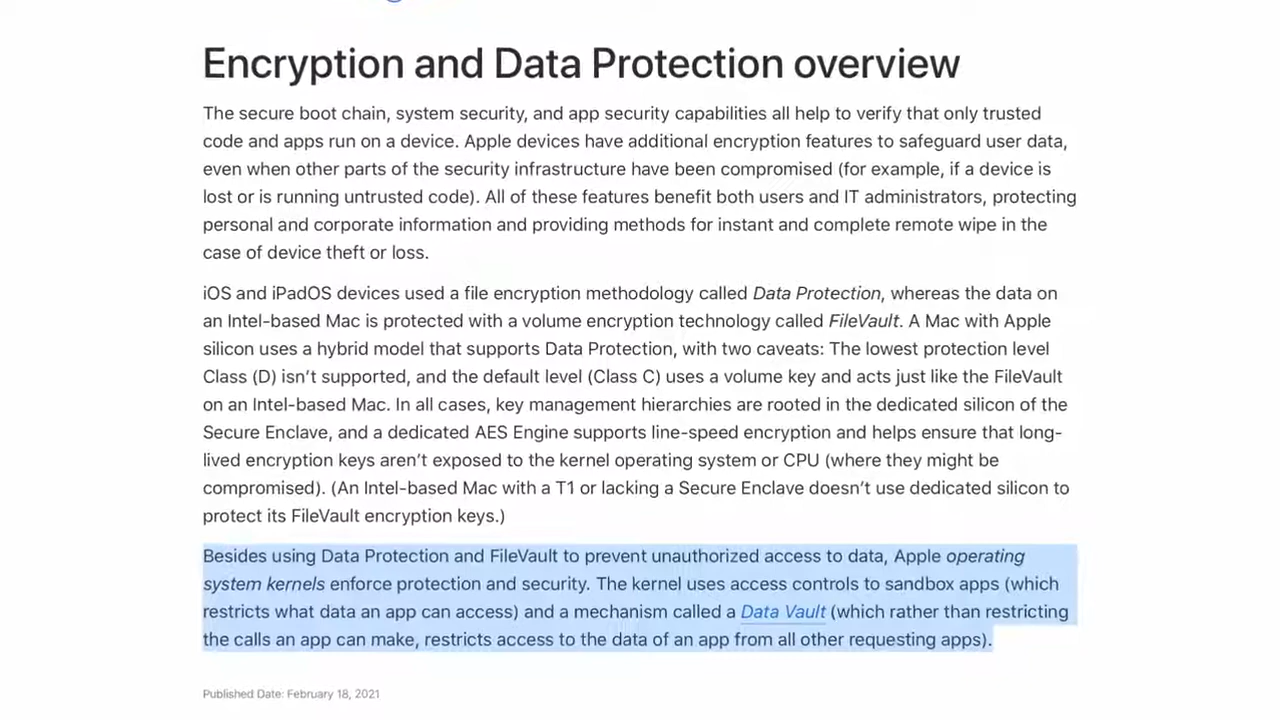 Encryption and Data Protection overview
The secure boot chain, system security, and app security capabilities all help to verify that only trusted
code and apps run on a device. Apple devices have additional encryption features to safeguard user data,
even when other parts of the security infrastructure have been compromised (for example, if a device is
lost or is running untrusted code). All of these features benefit both users and IT administrators, protecting
personal and corporate information and providing methods for instant and complete remote wipe in the
case of device theft or loss.
iOS and iPadOS devices used a file encryption methodology called Data Protection, whereas the data on
an Intel-based Mac is protected with a volume encryption technology called FileVault. A Mac with Apple
silicon uses a hybrid model that supports Data Protection, with two caveats: The lowest protection level
Class (D) isn't supported, and the default level (Class C) uses a volume key and acts just like the FileVault
on an Intel-based Mac. In all cases, key management hierarchies are rooted in the dedicated silicon of the
Secure Enclave, and a dedicated AES Engine supports line-speed encryption and helps ensure that long-
lived encryption keys aren't exposed to the kernel operating system or CPU (where they might be
compromised). (An Intel-based Mac with a T1 or lacking a Secure Enclave doesn't use dedicated silicon to
protect its FileVault encryption keys.)
Besides using Data Protection and FileVault to prevent unauthorized access to data, Apple operating
system kernels enforce protection and security. The kernel uses access controls to sandbox apps (which
restricts what data an app can access) and a mechanism called a Data Vault (which rather than restricting
the calls an app can make, restricts access to the data of an app from all other requesting apps).
Published Date: February 18, 2021